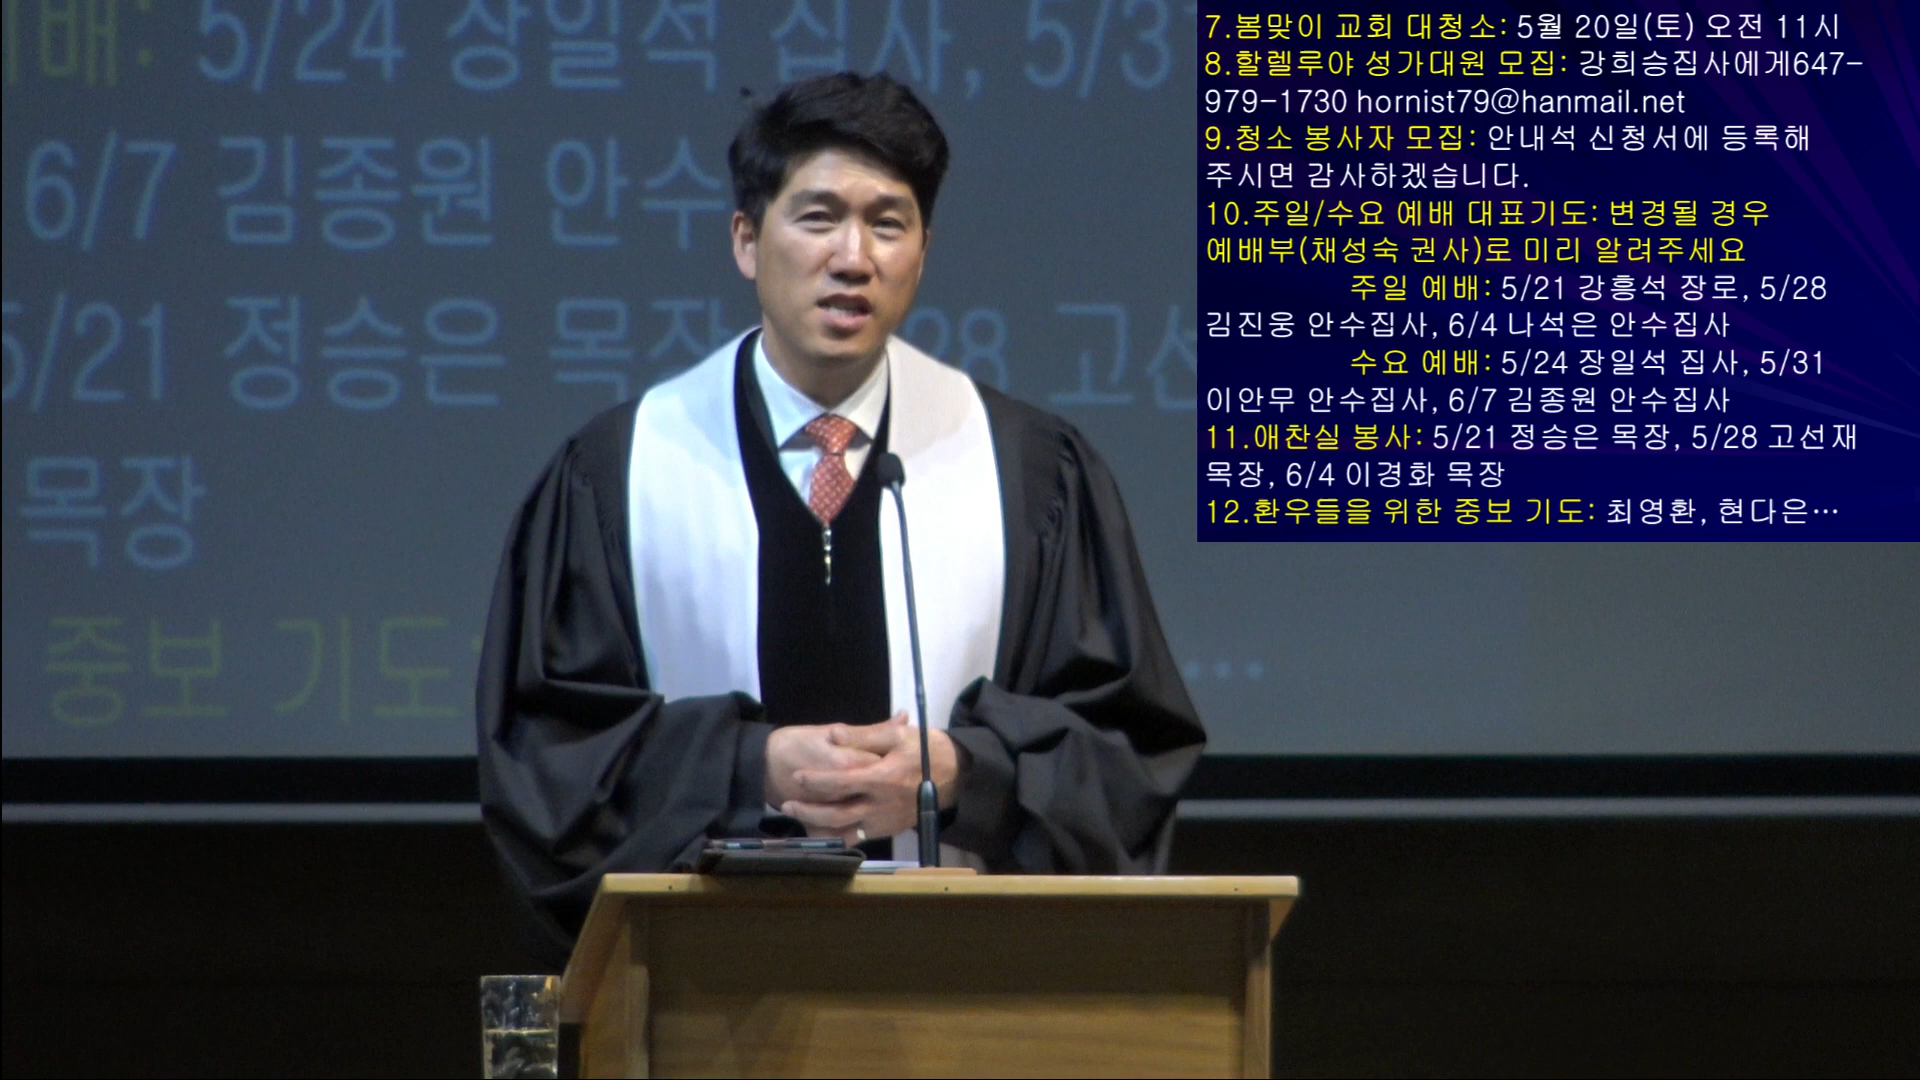 배: 5/24 장일석 집사, 5/31
6/7 김종원 안수
5/21 정승은 목장 28 고선
목장
중보 기도:
7.봄맞이 교회 대청소: 5월 20일(토) 오전 11시
8.할렐루야 성가대원 모집: 강희승집사에게647-
979-1730 hornist79@hanmail.net
9.청소 봉사자 모집: 안내석 신청서에 등록해
주시면 감사하겠습니다.
10.주일/수요 예배 대표기도: 변경될 경우
예배부(채성숙 권사)로 미리 알려주세요
주일 예배: 5/21 강흥석 장로, 5/28
김진웅 안수집사, 6/4 나석은 안수집사
수요 예배: 5/24 장일석 집사, 5/31
이안무 안수집사, 6/7 김종원 안수집사
11.애찬실 봉사: 5/21 정승은 목장, 5/28 고선재
목장, 6/4 이경화 목장
12.환우들을 위한 중보 기도: 최영환, 현다은…